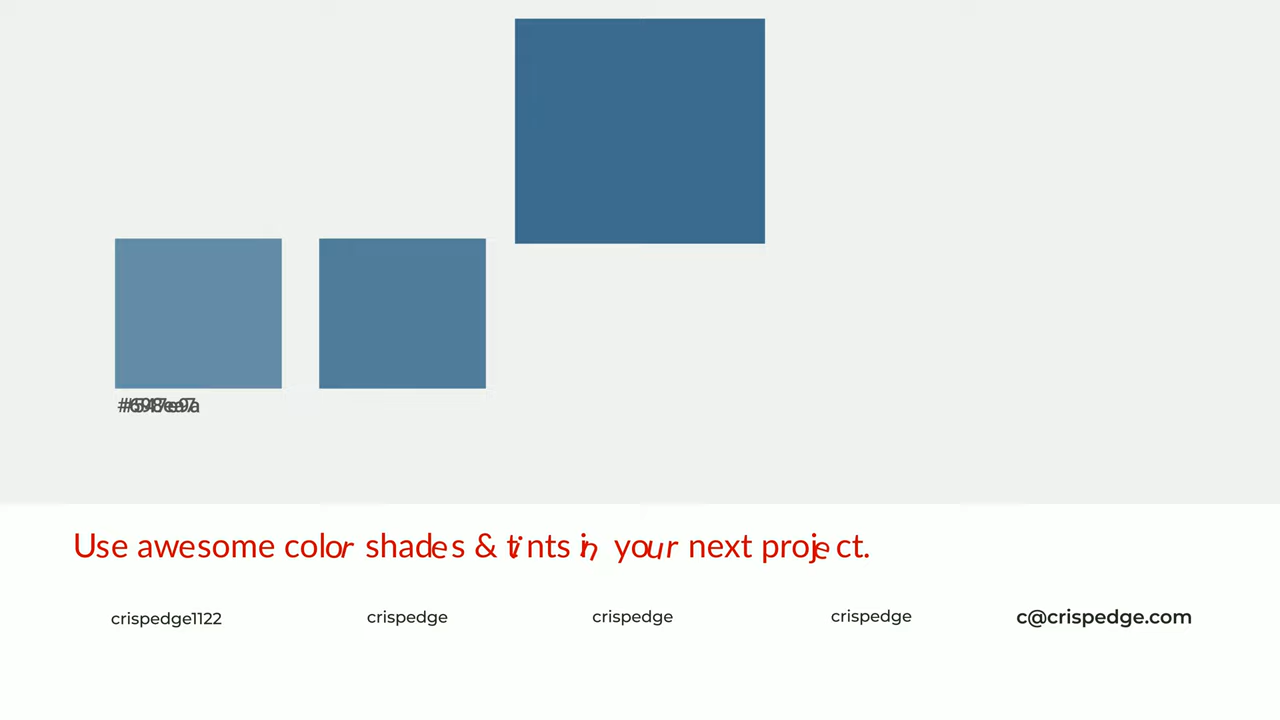 Use awesome color shades & tints in your next project.
crispedge1122 crispedge crispedge crispedge c@crispedge.com